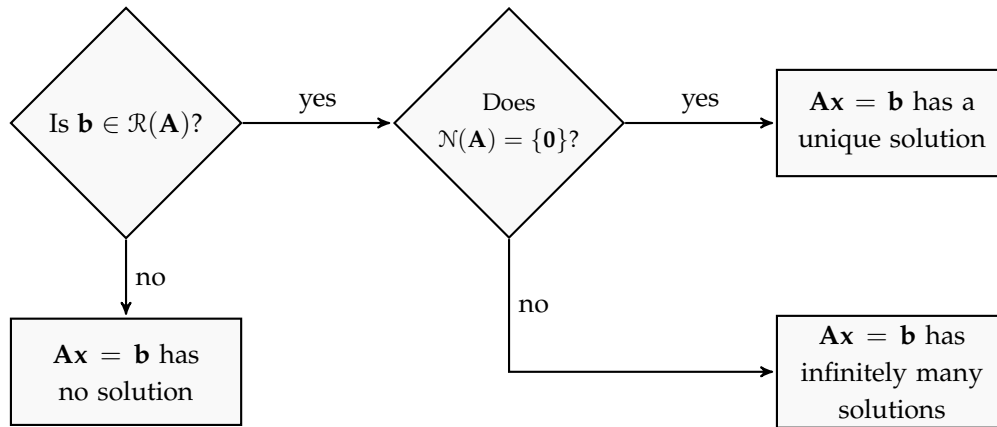 Is b ∈ ℛ(A)?
yes
Does
𝒩(A) = {0}?
yes
Ax = b has a
unique solution
no
Ax = b has
no solution
no
Ax = b has
infinitely many
solutions